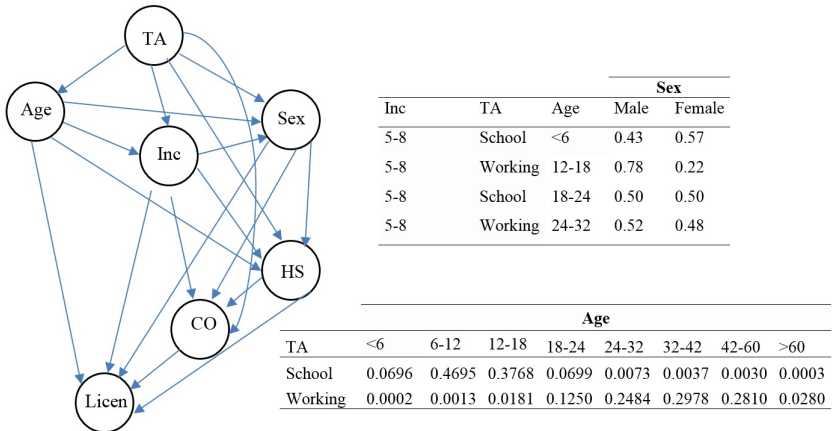 TA
Age
Sex
Inc
HS
CO
Licen
Sex
Inc TA Age Male Female
5-8 School <6 0.43 0.57
5-8 Working 12-18 0.78 0.22
5-8 School 18-24 0.50 0.50
5-8 Working 24-32 0.52 0.48
Age
TA <6 6-12 12-18 18-24 24-32 32-42 42-60 >60
School 0.0696 0.4695 0.3768 0.0699 0.0073 0.0037 0.0030 0.0003
Working 0.0002 0.0013 0.0181 0.1250 0.2484 0.2978 0.2810 0.0280